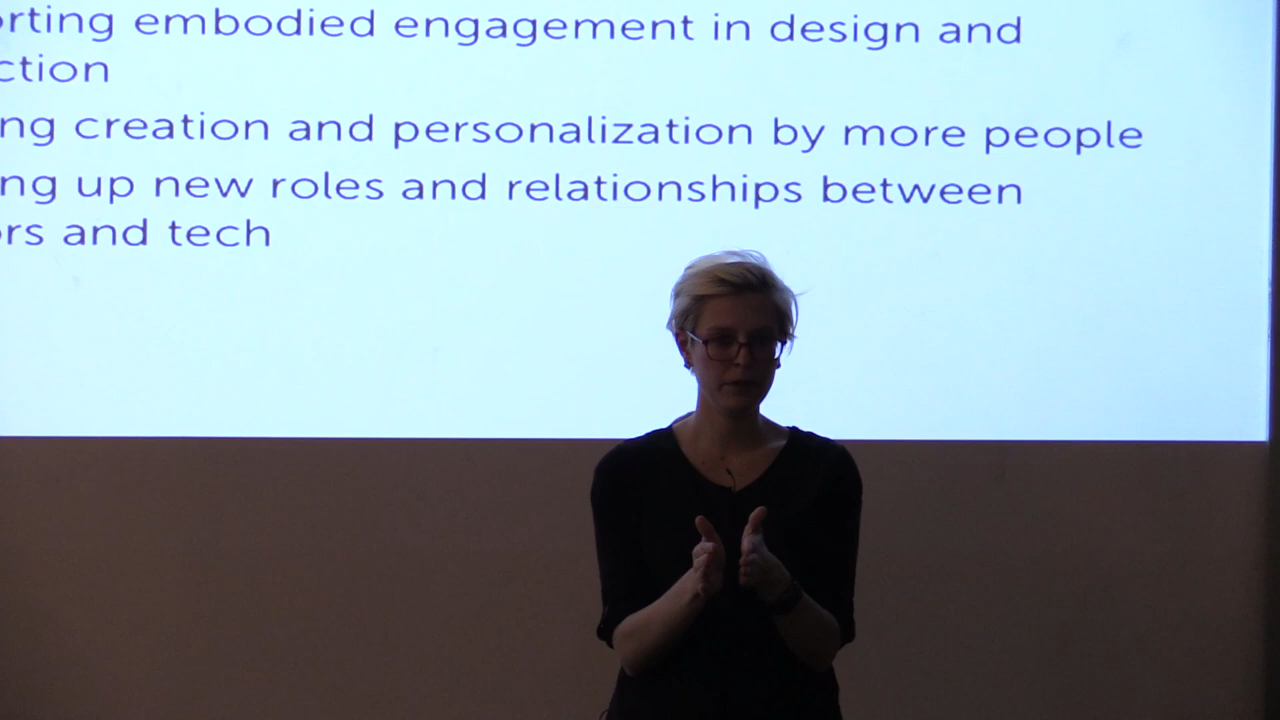 rting embodied engagement in design and
ction
ng creation and personalization by more people
ng up new roles and relationships between
rs and tech